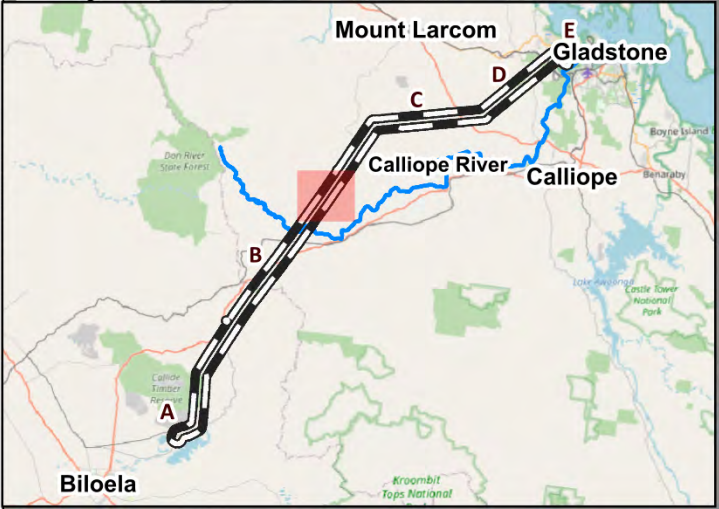 Mount Larcom
E
Gladstone
D
C
Don River
State Forest
Boyne Island
Calliope River
Calliope
Benaraby
B
Lake Awoonga
Castle Tower
National
Park
Callide
Timber
Reserve
A
Biloela
Kroombit
Tops National